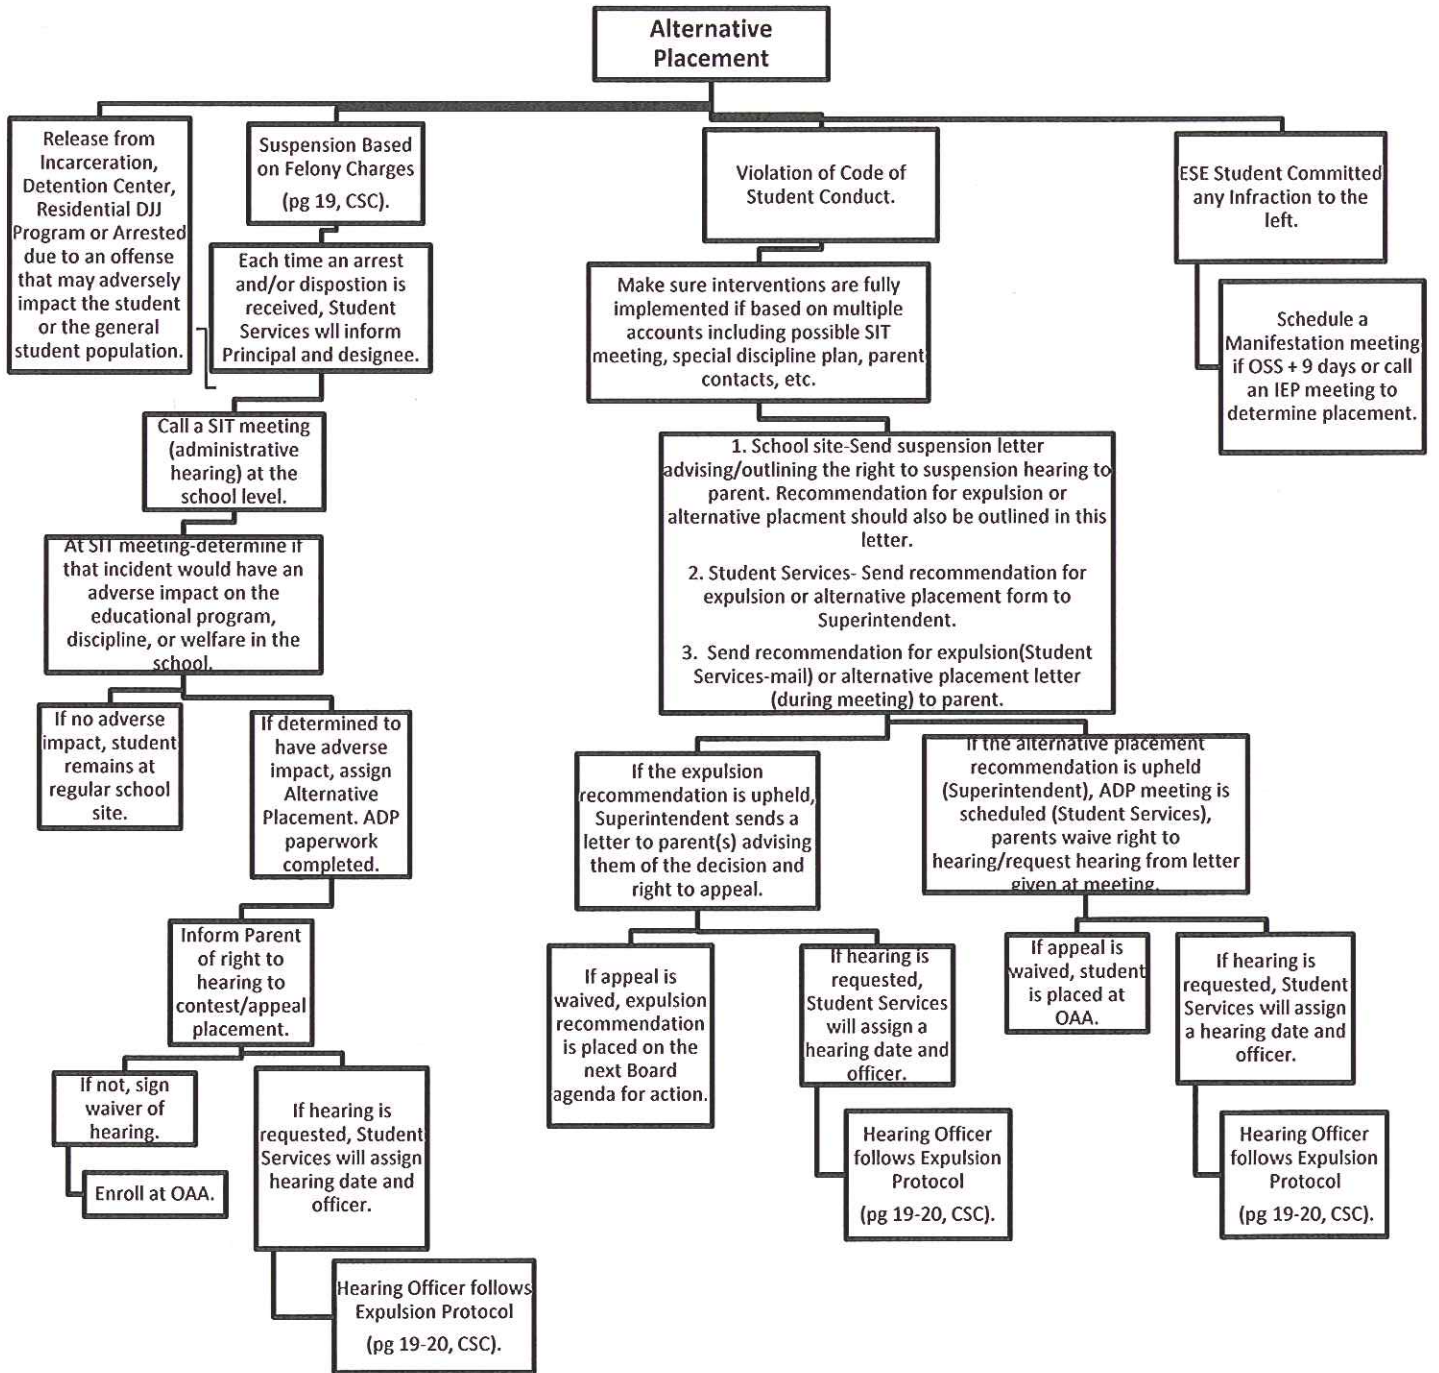 Alternative
Placement
Release from
Incarceration,
Detention Center,
Residential DJJ
Program or Arrested
due to an offense
that may adversely
impact the student
or the general
student population.
Suspension Based
on Felony Charges
(pg 19, CSC).
Each time an arrest
and/or dispostion is
received, Student
Services wll inform
Principal and designee.
Call a SIT meeting
(administrative
hearing) at the
school level.
At SIT meeting-determine if
that incident would have an
adverse impact on the
educational program,
discipline, or welfare in the
school.
If no adverse
impact, student
remains at
regular school
site.
If determined to
have adverse
impact, assign
Alternative
Placement. ADP
paperwork
completed.
Inform Parent
of right to
hearing to
contest/appeal
placement.
If not, sign
waiver of
hearing.
Enroll at OAA.
If hearing is
requested, Student
Services will assign
hearing date and
officer.
Hearing Officer follows
Expulsion Protocol
(pg 19-20, CSC).
Violation of Code of
Student Conduct.
Make sure interventions are fully
implemented if based on multiple
accounts including possible SIT
meeting, special discipline plan, parent
contacts, etc.
1. School site-Send suspension letter
advising/outlining the right to suspension hearing to
parent. Recommendation for expulsion or
alternative placment should also be outlined in this
letter.
2. Student Services- Send recommendation for
expulsion or alternative placement form to
Superintendent.
3. Send recommendation for expulsion(Student
Services-mail) or alternative placement letter
(during meeting) to parent.
If the expulsion
recommendation is upheld,
Superintendent sends a
letter to parent(s) advising
them of the decision and
right to appeal.
If appeal is
waived, expulsion
recommendation
is placed on the
next Board
agenda for action.
If hearing is
requested,
Student Services
will assign a
hearing date and
officer.
Hearing Officer
follows Expulsion
Protocol
(pg 19-20, CSC).
If the alternative placement
recommendation is upheld
(Superintendent), ADP meeting is
scheduled (Student Services),
parents waive right to
hearing/request hearing from letter
given at meeting.
If appeal is
waived, student
is placed at
OAA.
If hearing is
requested, Student
Services will assign
a hearing date and
officer.
Hearing Officer
follows Expulsion
Protocol
(pg 19-20, CSC).
ESE Student Committed
any Infraction to the
left.
Schedule a
Manifestation meeting
if OSS + 9 days or call
an IEP meeting to
determine placement.